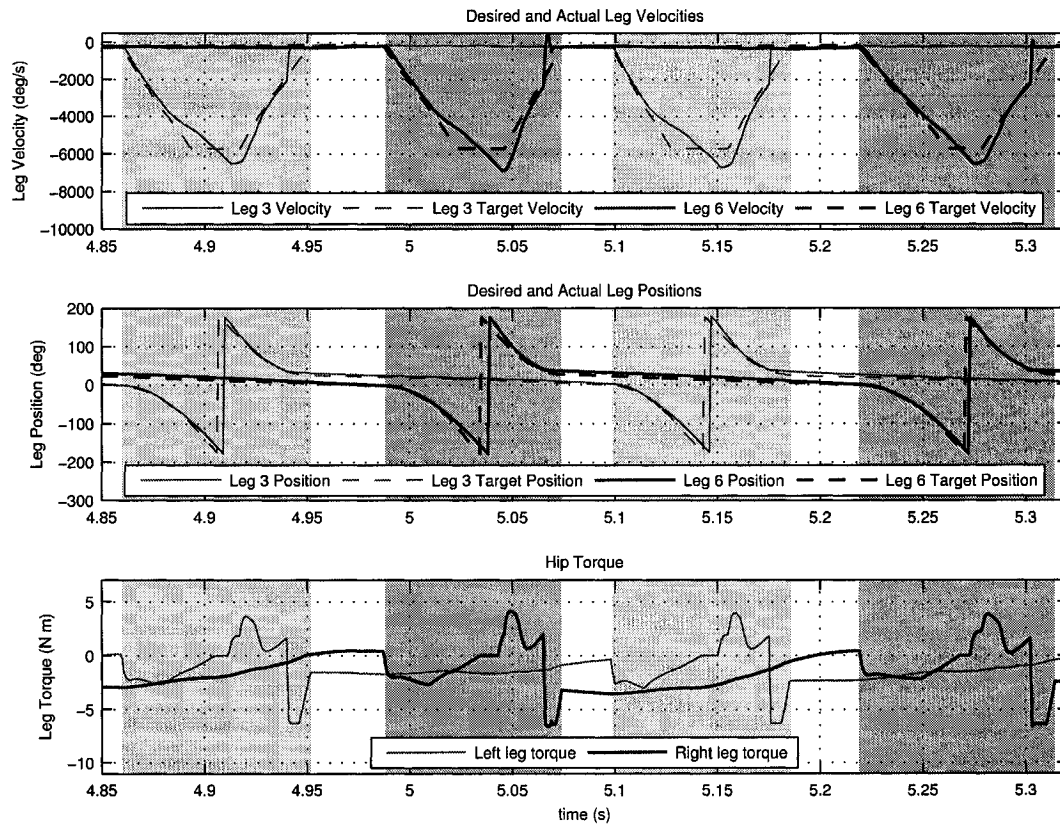 Desired and Actual Leg Velocities
Leg Velocity (deg/s)
0
-2000
-4000
-6000
-8000
-10000
Leg 3 Velocity
Leg 3 Target Velocity
Leg 6 Velocity
Leg 6 Target Velocity
4.85 4.9 4.95 5 5.05 5.1 5.15 5.2 5.25 5.3
Desired and Actual Leg Positions
Leg Position (deg)
200
100
0
-100
-200
-300
Leg 3 Position
Leg 3 Target Position
Leg 6 Position
Leg 6 Target Position
4.85 4.9 4.95 5 5.05 5.1 5.15 5.2 5.25 5.3
Hip Torque
Leg Torque (N m)
5
0
-5
-10
Left leg torque
Right leg torque
4.85 4.9 4.95 5 5.05 5.1 5.15 5.2 5.25 5.3
time (s)